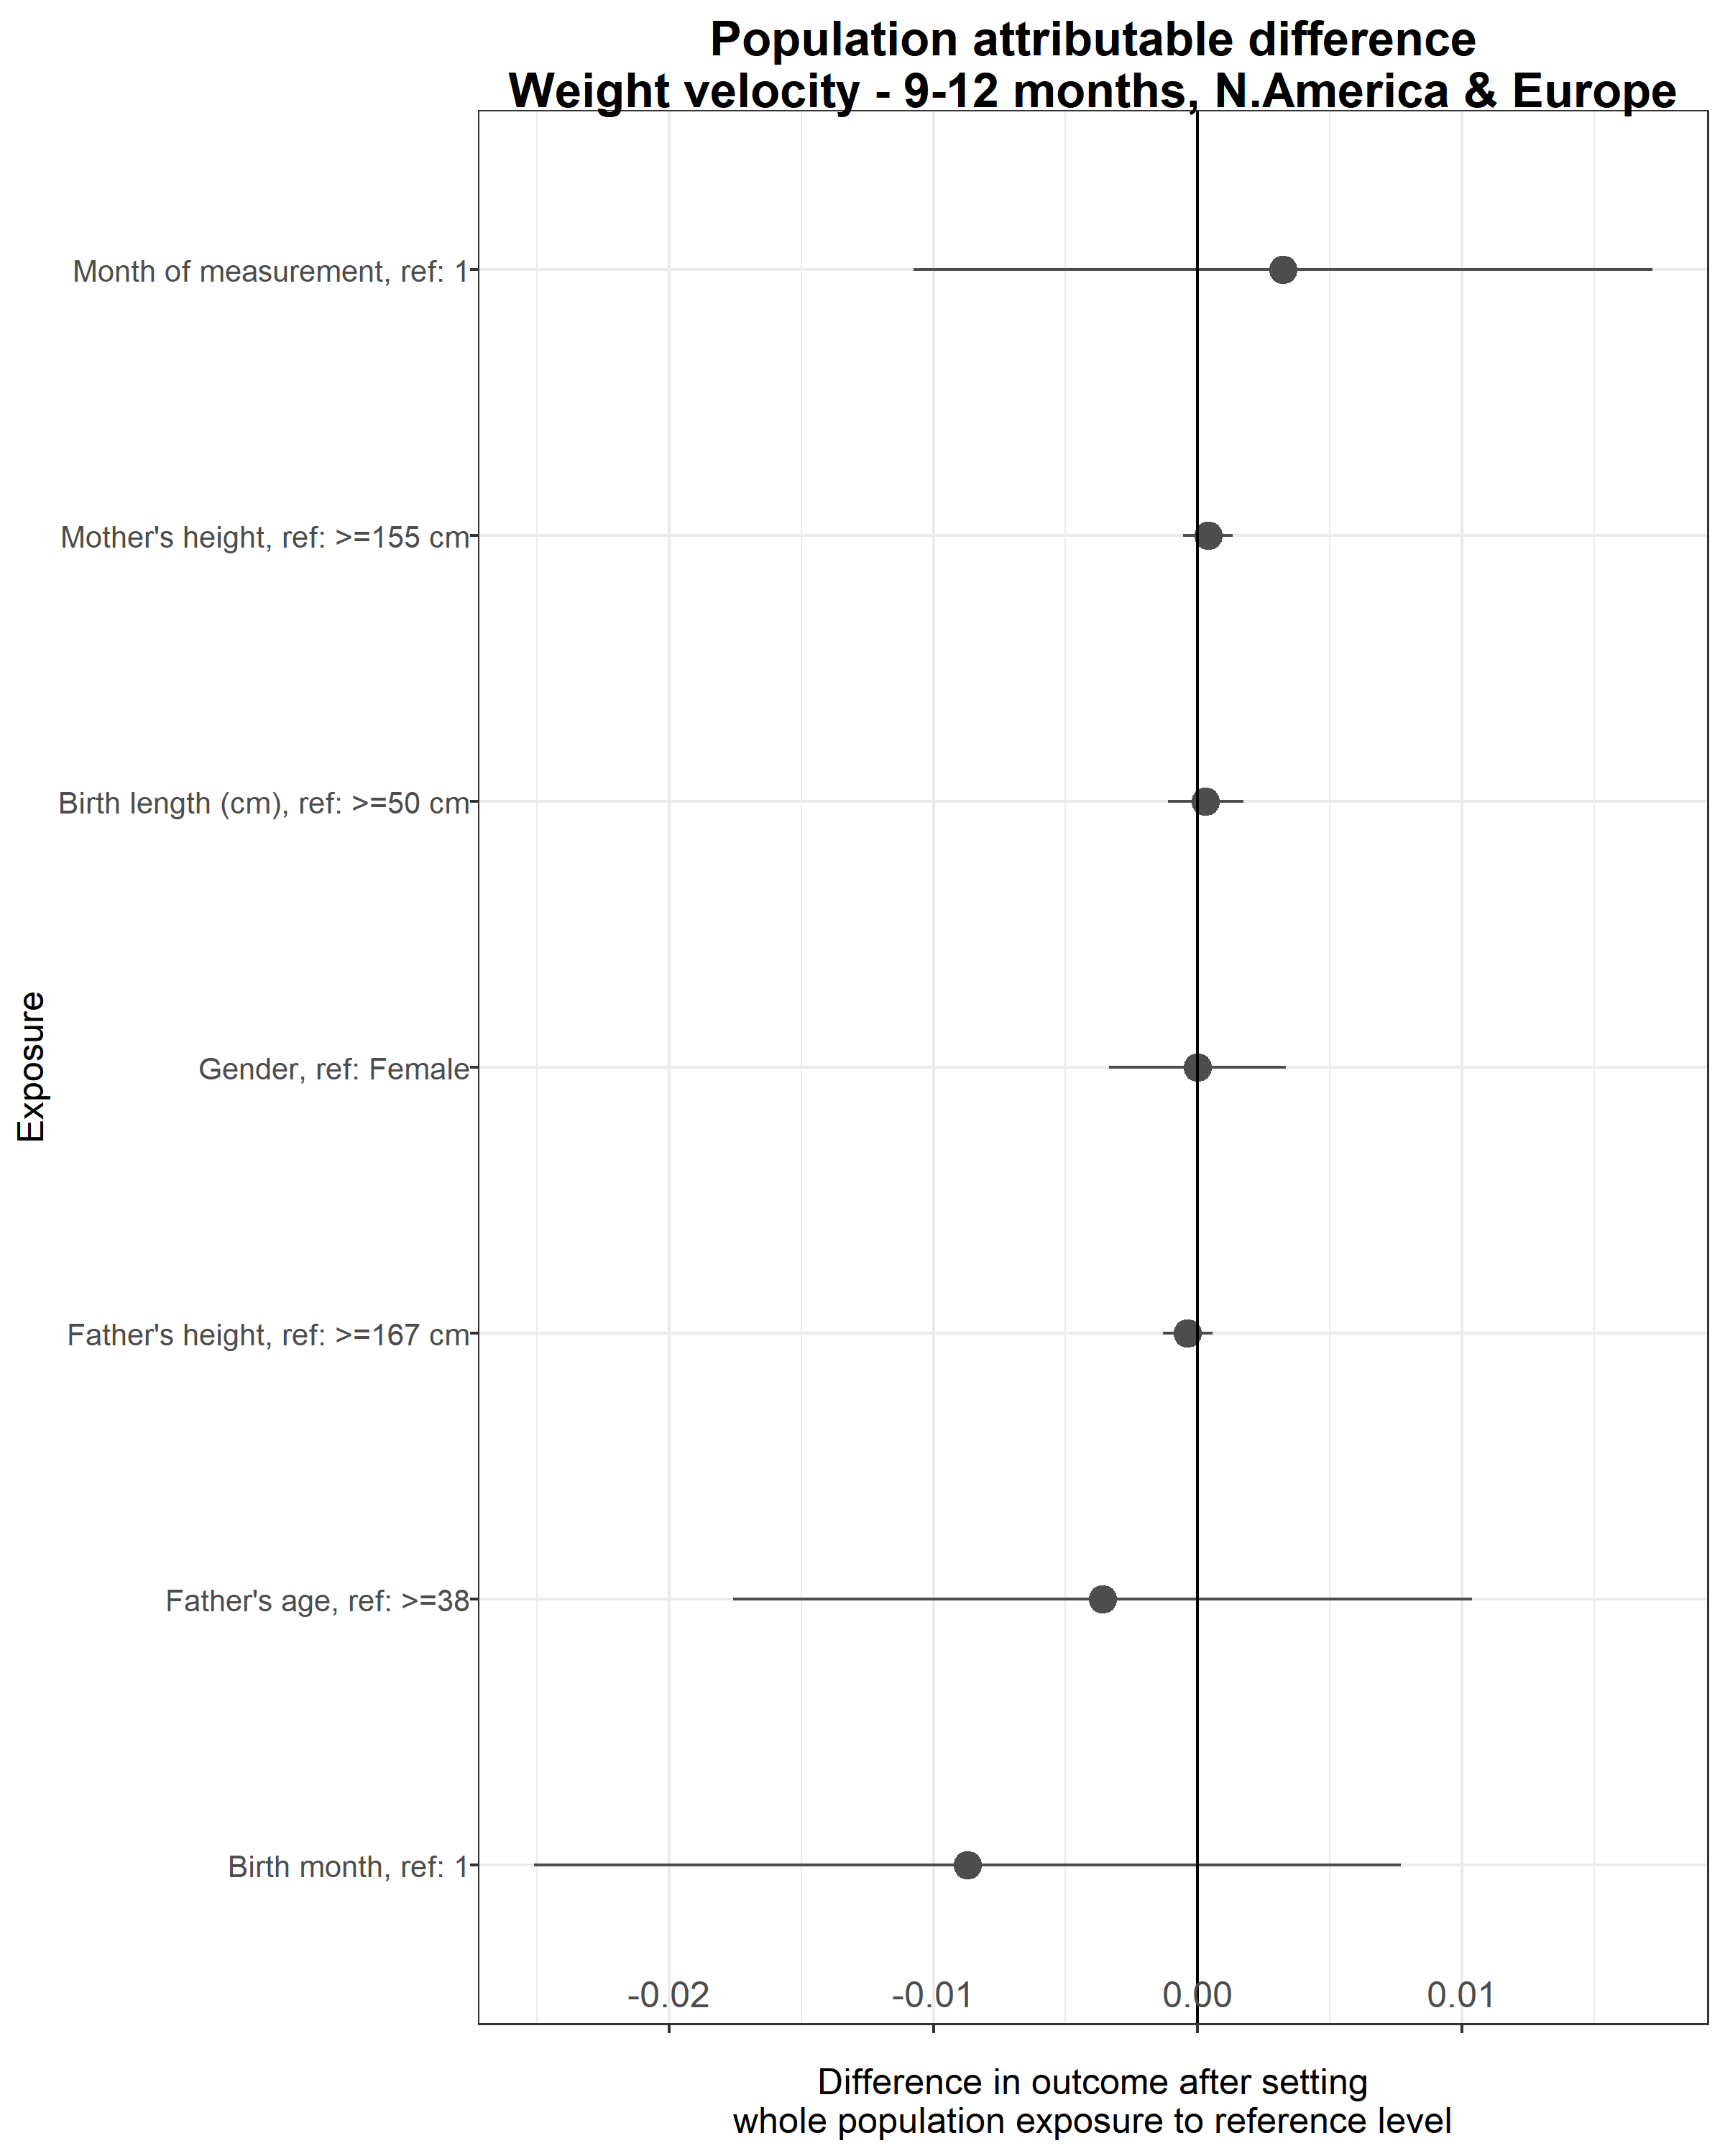 Population attributable difference
Weight velocity - 9-12 months, N.America & Europe
Month of measurement, ref: 1
Mother's height, ref: >=155 cm
Birth length (cm), ref: >=50 cm
Gender, ref: Female
Father's height, ref: >=167 cm
Father's age, ref: >=38
Birth month, ref: 1
Exposure
-0.02 -0.01 0.00 0.01
Difference in outcome after setting
whole population exposure to reference level